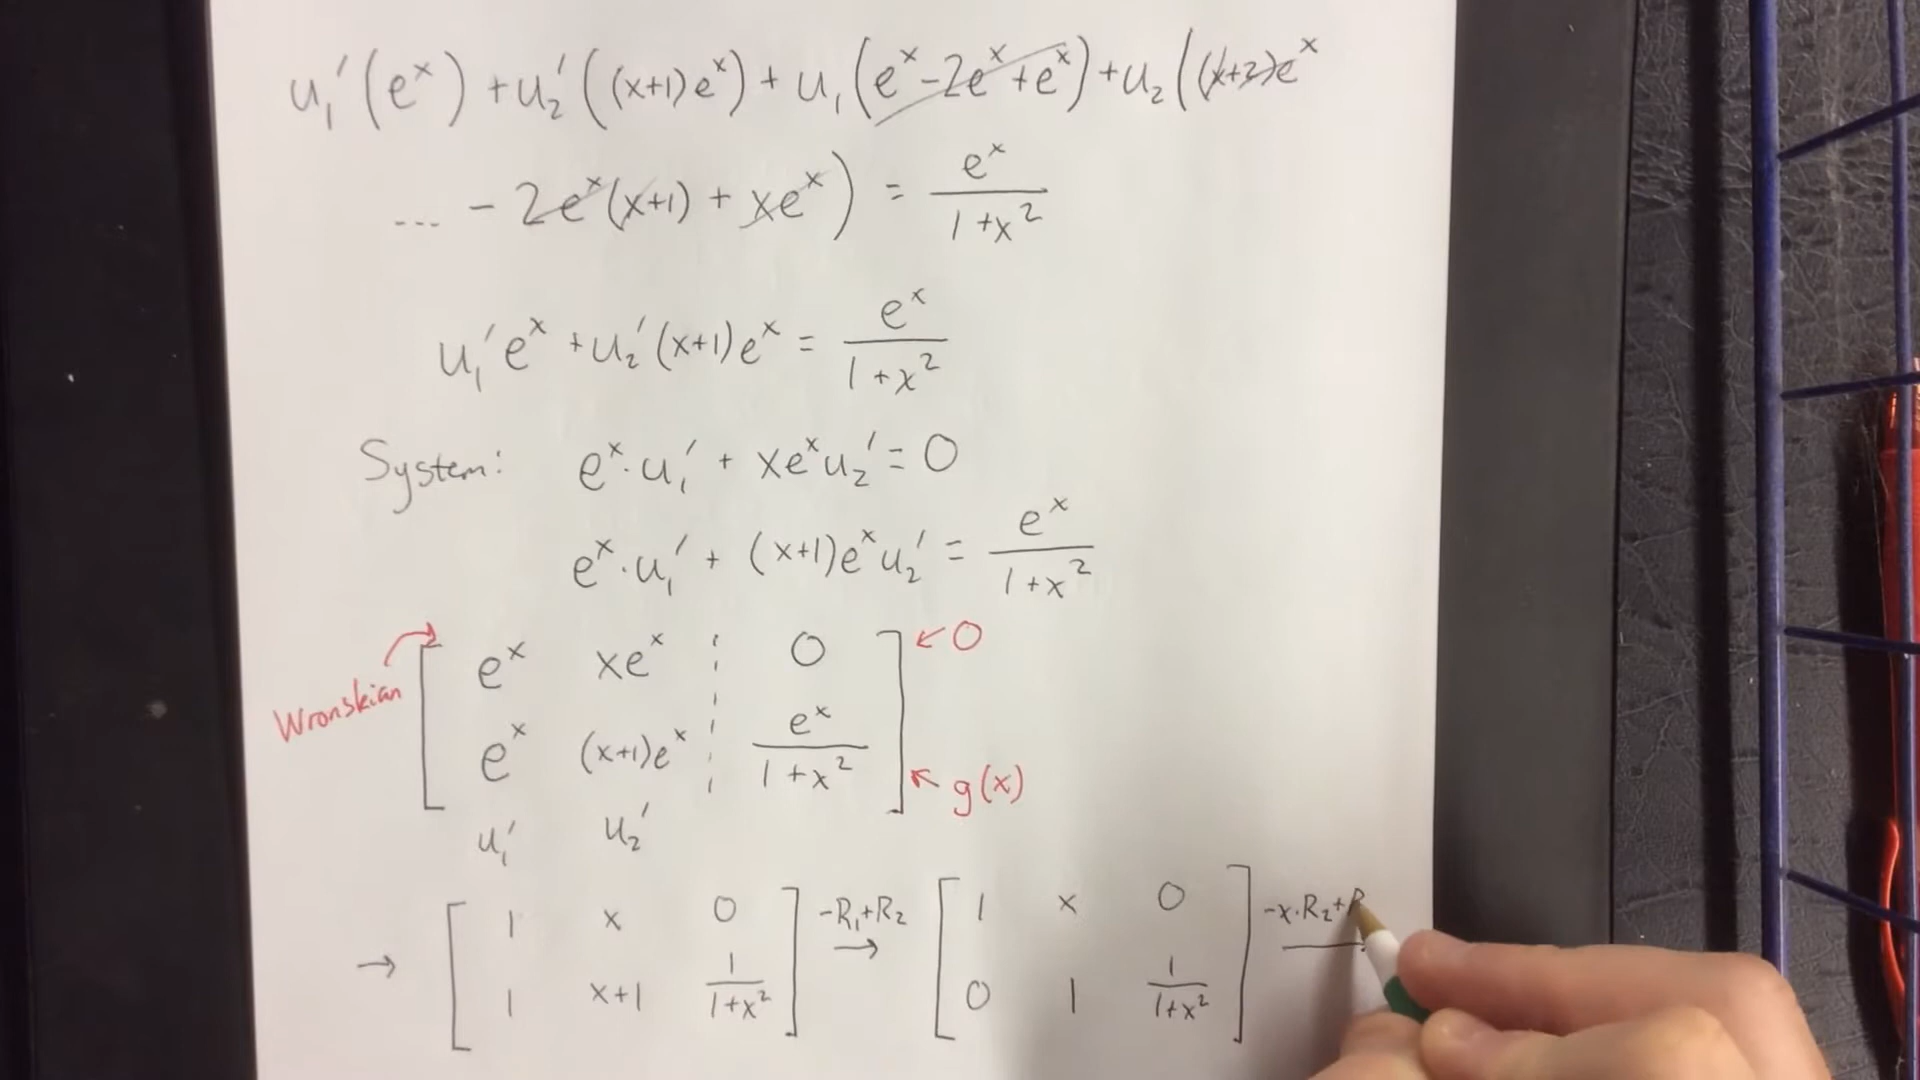 u₁'(eˣ) + u₂'((x+1)eˣ) + u₁(eˣ - 2eˣ + eˣ) + u₂((x+2)eˣ
... - 2eˣ(x+1) + xeˣ) = eˣ/(1+x²)
u₁'eˣ + u₂'(x+1)eˣ = eˣ/(1+x²)
System: eˣ·u₁' + xeˣu₂' = 0
eˣ·u₁' + (x+1)eˣu₂' = eˣ/(1+x²)
Wronskian
[ eˣ xeˣ ¦ 0 ] ← 0
[ eˣ (x+1)eˣ ¦ eˣ/(1+x²) ] ← g(x)
u₁' u₂'
→ [ 1 x 0 ] -R₁+R₂ → [ 1 x 0 ] -x·R₂+R
[ 1 x+1 1/(1+x²) ] [ 0 1 1/(1+x²) ]